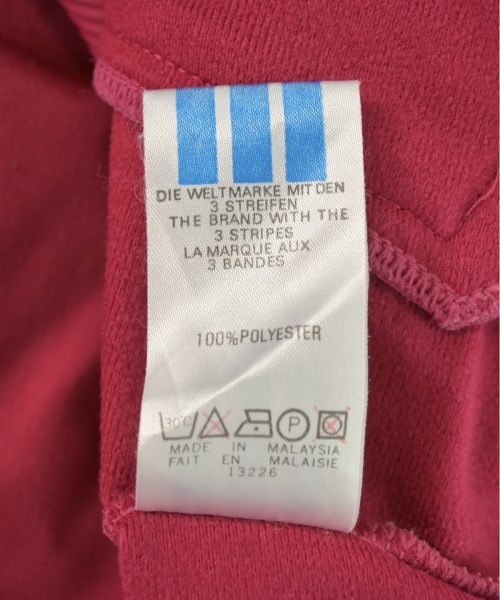 DIE WELTMARKE MIT DEN
3 STREIFEN
THE BRAND WITH THE
3 STRIPES
LA MARQUE AUX
3 BANDES
100% POLYESTER
30°C P
MADE IN MALAYSIA
FAIT EN MALAISIE
13226